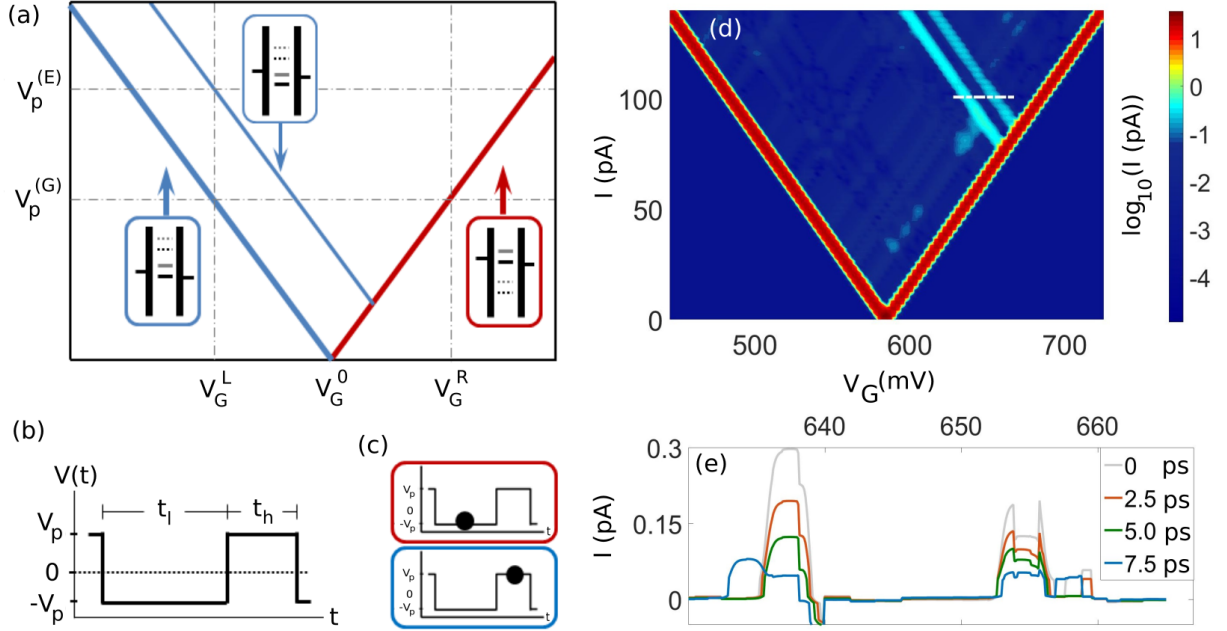 (a)
V_p^(E)
V_p^(G)
V_G^L
V_G^0
V_G^R
(b)
V(t)
V_p
0
-V_p
t_l
t_h
t
(c)
V_p
0
-V_p
t
V_p
0
-V_p
t
(d)
I (pA)
100
50
0
500
600
700
V_G(mV)
log_10(I (pA))
1
0
-1
-2
-3
-4
(e)
640
650
660
I (pA)
0.3
0.15
0
0 ps
2.5 ps
5.0 ps
7.5 ps